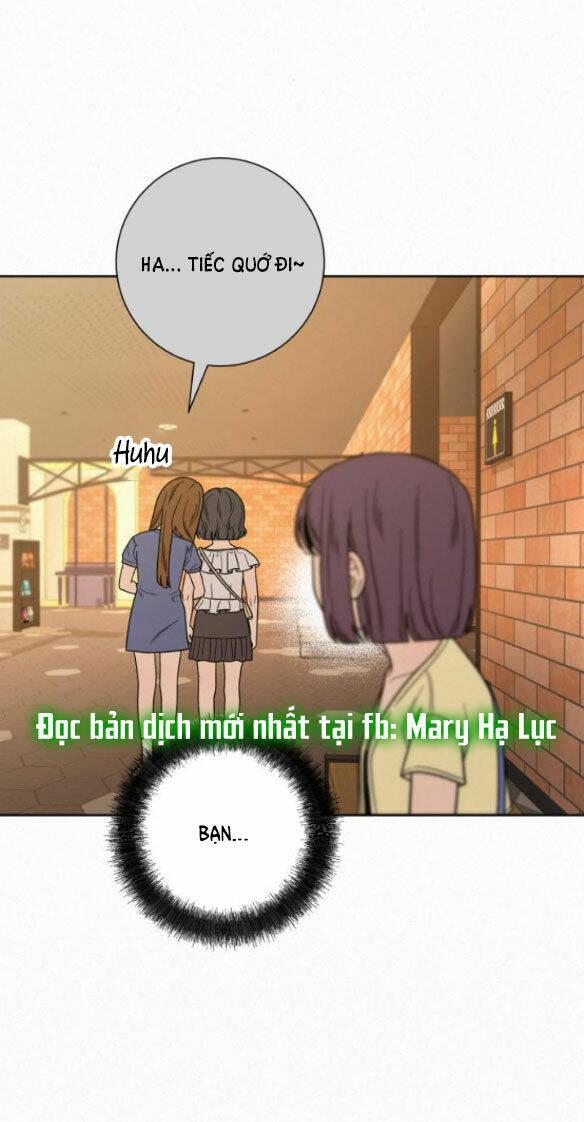 HA... TIẾC QUỚ ĐI~
Huhu
Đọc bản dịch mới nhất tại fb: Mary Hạ Lục
BẠN...